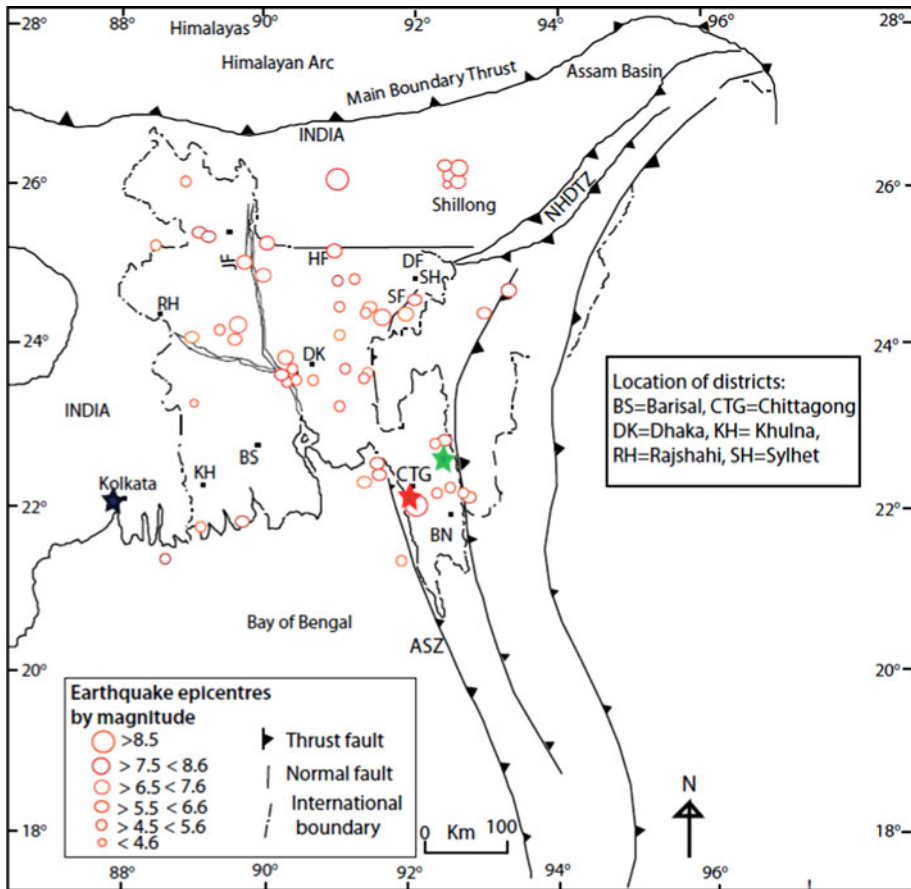 88° 90° 92° 94° 96°
28° 28°
Himalayas
Himalayan Arc
Main Boundary Thrust
Assam Basin
INDIA
26° 26°
Shillong
NHDTZ
HF
DF
SH
SF
RH
24° 24°
DK
INDIA
Location of districts:
BS=Barisal, CTG=Chittagong
DK=Dhaka, KH= Khulna,
RH=Rajshahi, SH=Sylhet
BS
KH
Kolkata
CTG
22° 22°
BN
Bay of Bengal
ASZ
20° 20°
Earthquake epicentres
by magnitude
>8.5
> 7.5 < 8.6
> 6.5 < 7.6
> 5.5 < 6.6
> 4.5 < 5.6
< 4.6
Thrust fault
Normal fault
International
boundary
0 Km 100
N
18° 18°
88° 90° 92° 94° 96°